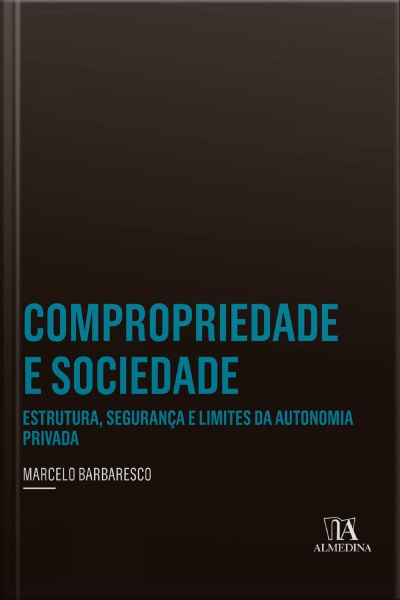 COMPROPRIEDADE
E SOCIEDADE
ESTRUTURA, SEGURANÇA E LIMITES DA AUTONOMIA
PRIVADA
MARCELO BARBARESCO
ALMEDINA